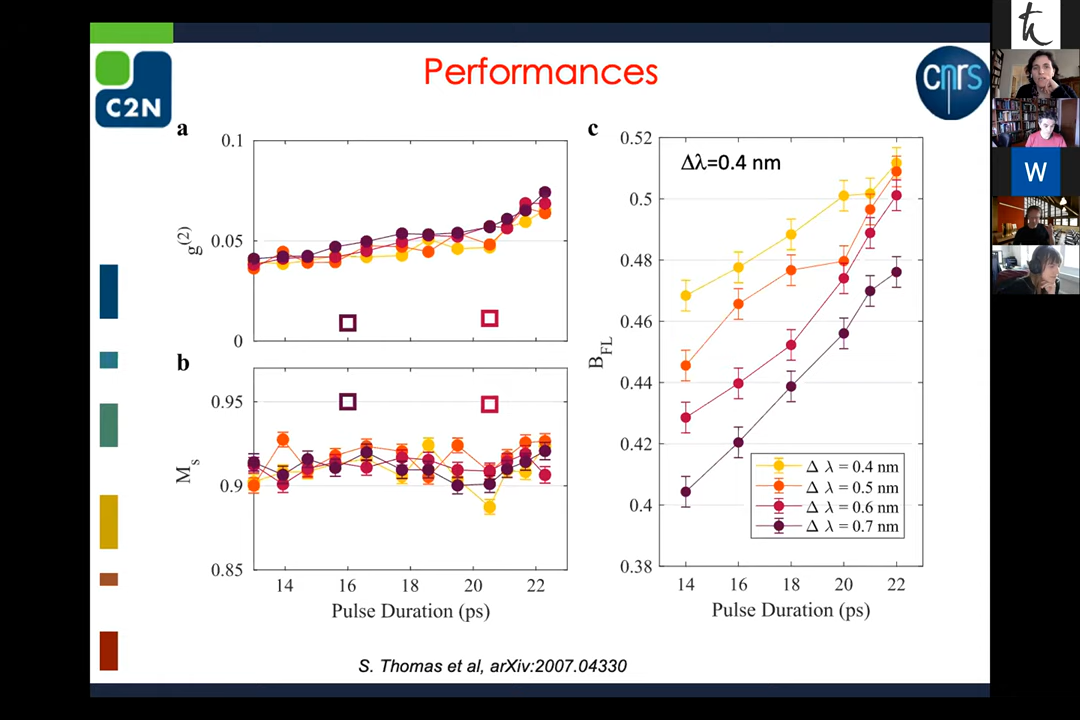 Performances
C2N
cnrs
a
0.1
0.05
0
g(2)
b
0.95
0.9
0.85
Ms
14
16
18
20
22
Pulse Duration (ps)
c
Δλ=0.4 nm
0.52
0.5
0.48
0.46
0.44
0.42
0.4
0.38
BFL
Δ λ = 0.4 nm
Δ λ = 0.5 nm
Δ λ = 0.6 nm
Δ λ = 0.7 nm
14
16
18
20
22
Pulse Duration (ps)
S. Thomas et al, arXiv:2007.04330
W